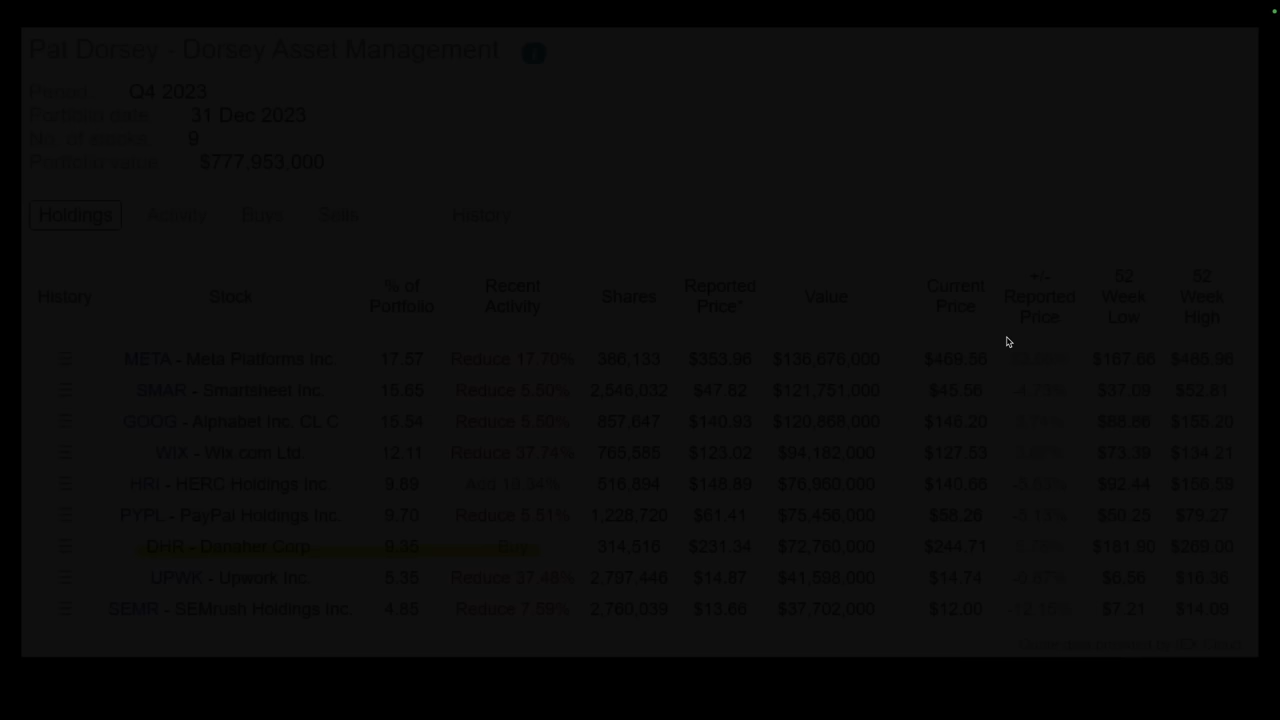 Pat Dorsey - Dorsey Asset Management
Period: Q4 2023
Portfolio date: 31 Dec 2023
No. of stocks: 9
Portfolio value: $777,953,000
Holdings Activity Buys Sells History
History Stock % of Portfolio Recent Activity Shares Reported Price* Value Current Price +/- Reported Price 52 Week Low 52 Week High
☰ META - Meta Platforms Inc. 17.57 Reduce 17.70% 386,133 $353.96 $136,676,000 $469.58 $167.66 $485.96
☰ SMAR - Smartsheet Inc. 15.65 Reduce 5.50% 2,546,032 $47.82 $121,751,000 $45.56 -4.73% $37.09 $52.81
☰ GOOG - Alphabet Inc. CL C 15.54 Reduce 5.50% 857,647 $140.93 $120,868,000 $146.20 $88.86 $155.20
☰ WIX - Wix.com Ltd. 12.11 Reduce 37.74% 765,585 $123.02 $94,182,000 $127.53 $73.39 $134.21
☰ HRI - HERC Holdings Inc. 9.89 Add 19.34% 516,894 $148.89 $76,960,000 $140.66 $92.44 $156.59
☰ PYPL - PayPal Holdings Inc. 9.70 Reduce 5.51% 1,228,720 $61.41 $75,456,000 $58.26 -5.13% $50.25 $79.27
☰ DHR - Danaher Corp. 9.35 Buy 314,516 $231.34 $72,760,000 $244.71 $181.90 $269.00
☰ UPWK - Upwork Inc. 5.35 Reduce 37.48% 2,797,446 $14.87 $41,598,000 $14.74 -0.87% $6.56 $16.36
☰ SEMR - SEMrush Holdings Inc. 4.85 Reduce 7.59% 2,760,039 $13.66 $37,702,000 $12.00 -12.15% $7.21 $14.09